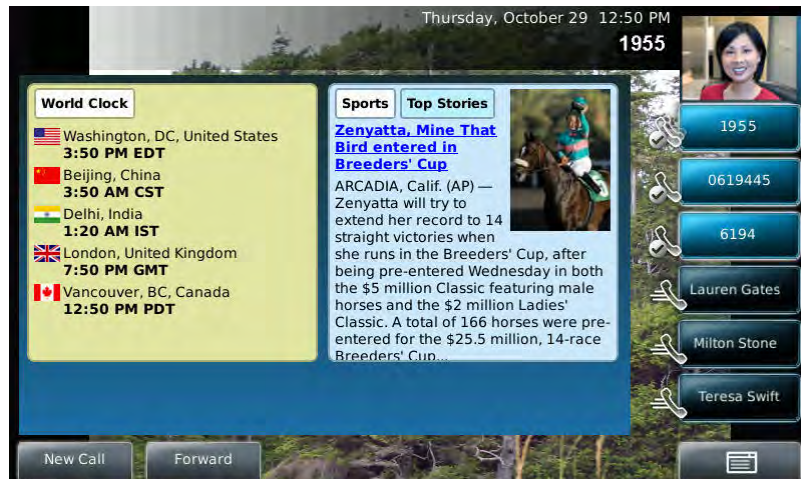 Thursday, October 29 12:50 PM
1955
World Clock
Washington, DC, United States
3:50 PM EDT
Beijing, China
3:50 AM CST
Delhi, India
1:20 AM IST
London, United Kingdom
7:50 PM GMT
Vancouver, BC, Canada
12:50 PM PDT
Sports
Top Stories
Zenyatta, Mine That
Bird entered in
Breeders' Cup
ARCADIA, Calif. (AP) —
Zenyatta will try to
extend her record to 14
straight victories when
she runs in the Breeders' Cup, after
being pre-entered Wednesday in both
the $5 million Classic featuring male
horses and the $2 million Ladies'
Classic. A total of 166 horses were pre-
entered for the $25.5 million, 14-race
Breeders' Cup...
1955
0619445
6194
Lauren Gates
Milton Stone
Teresa Swift
New Call
Forward